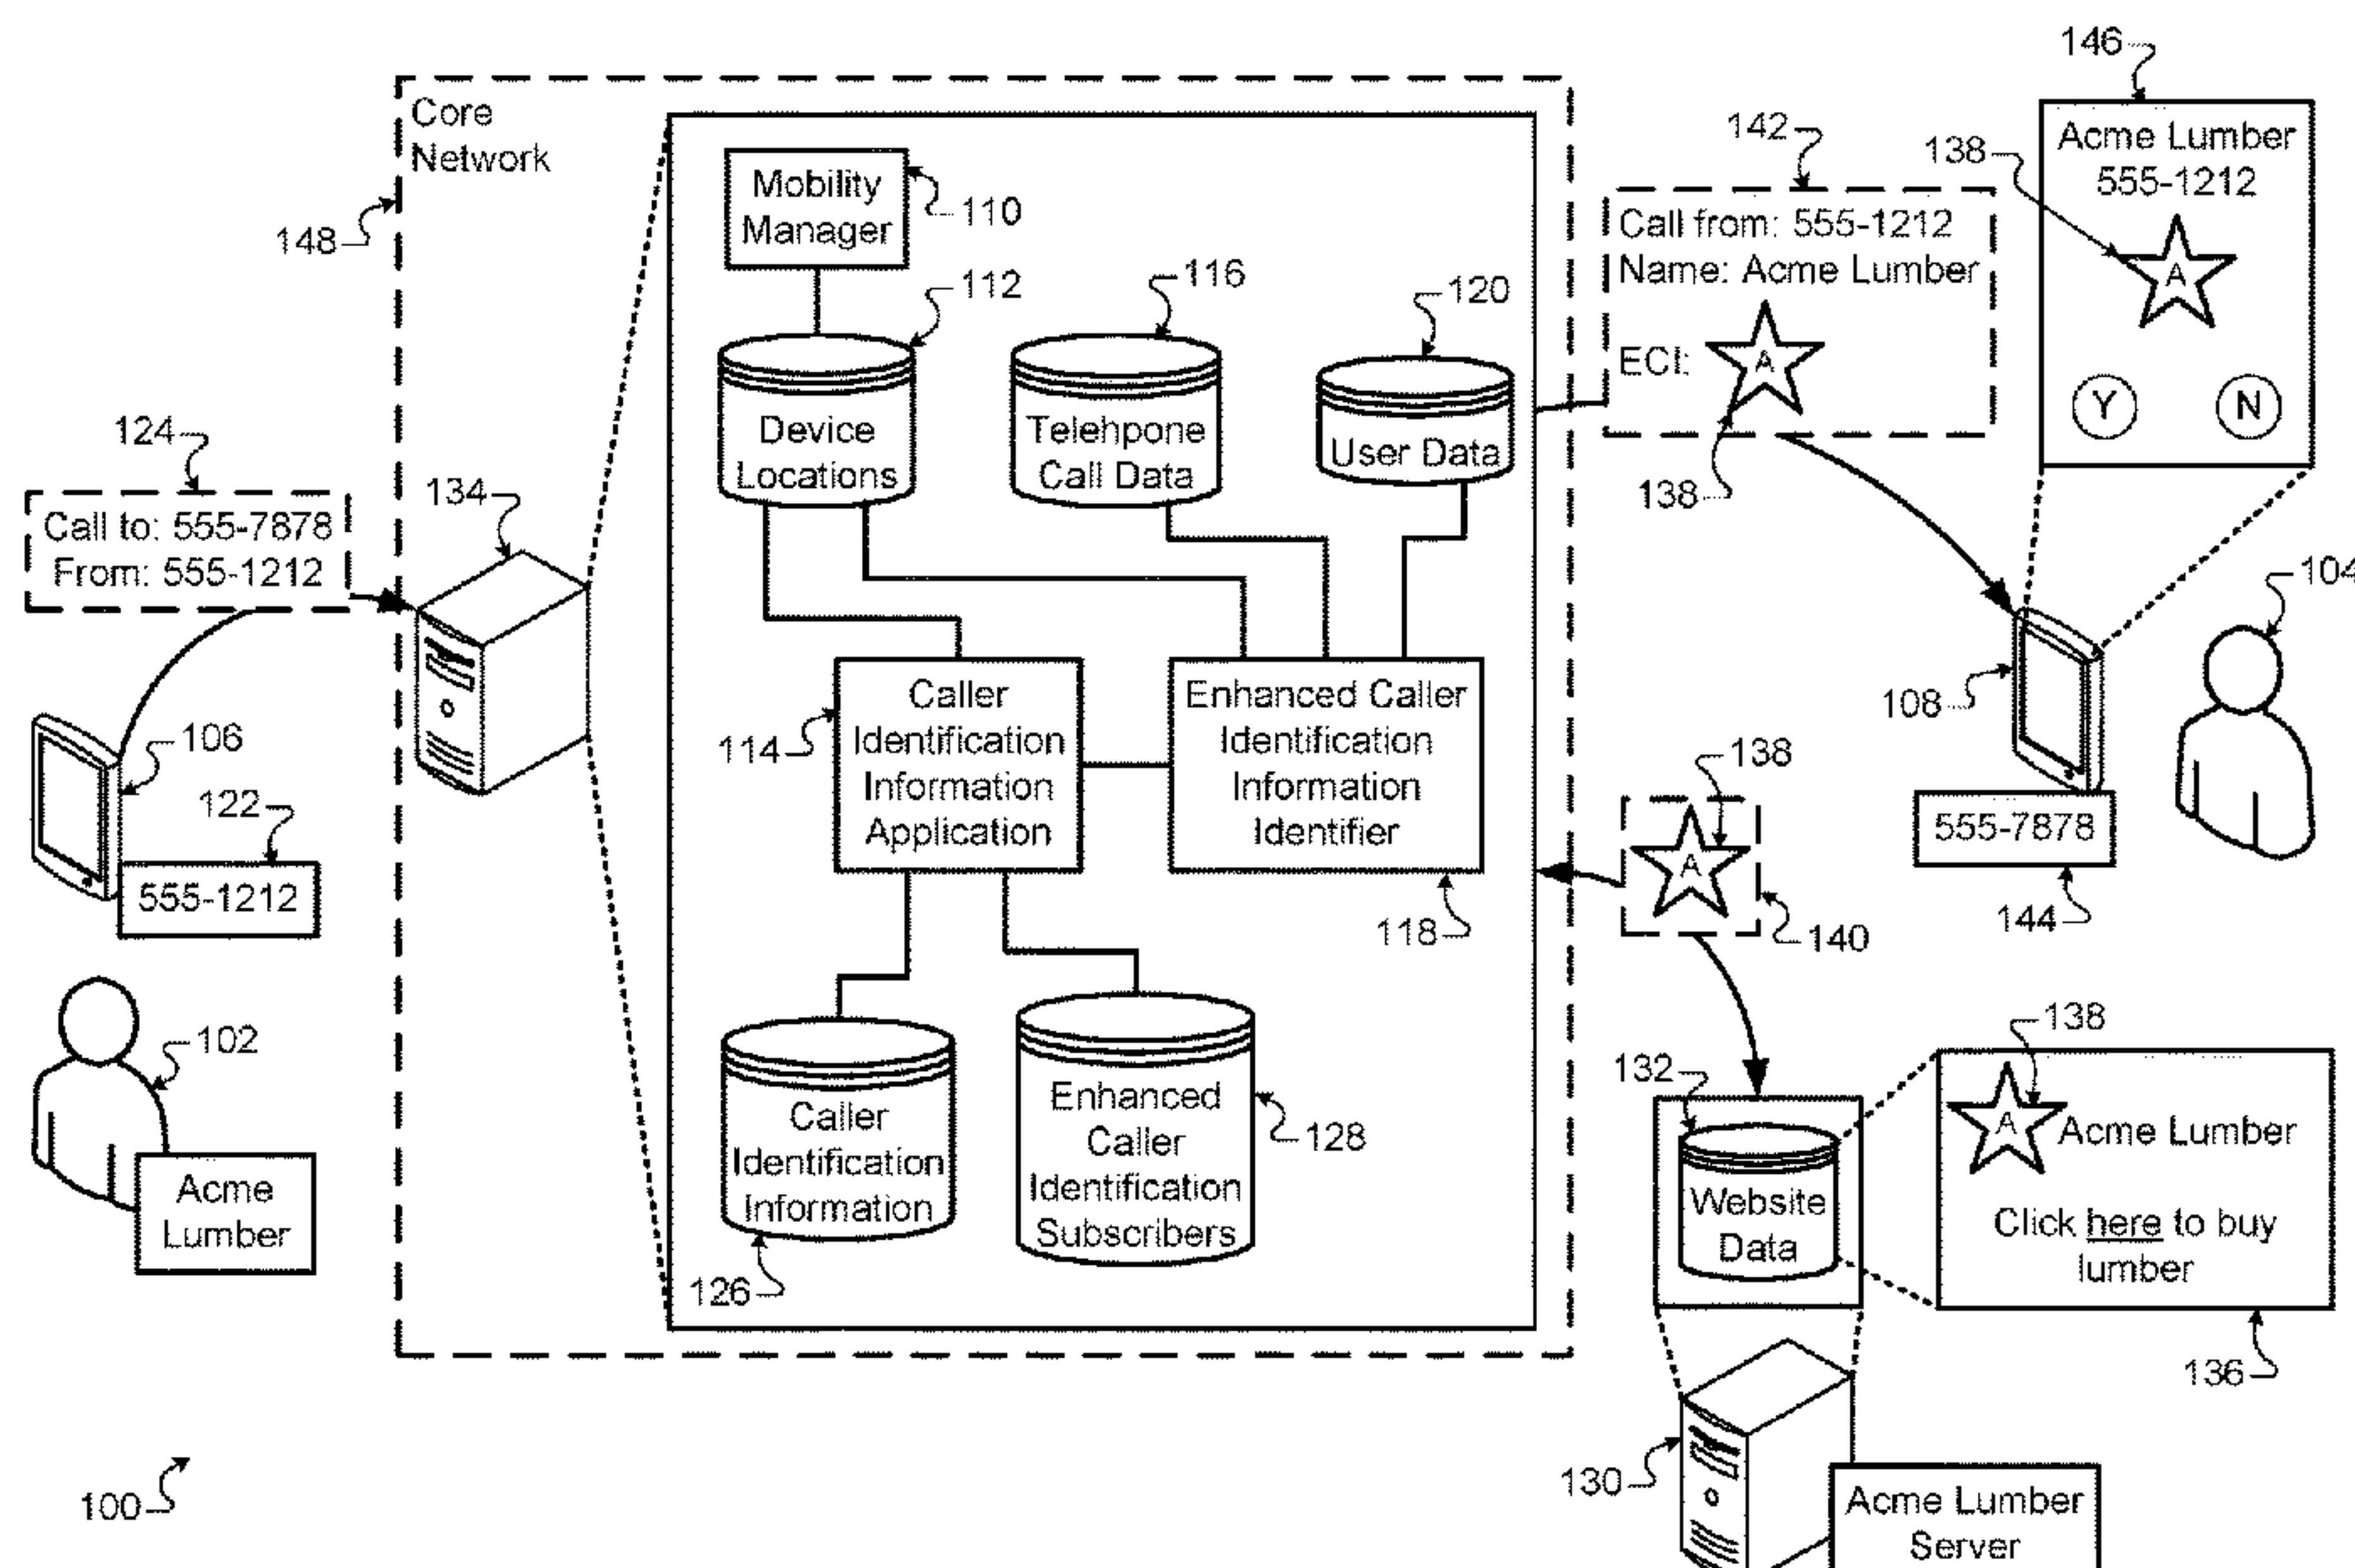 146
Core
Network
142
138
Acme Lumber
555-1212
A
Y
N
148
Mobility
Manager
110
112
116
120
Call from: 555-1212
Name: Acme Lumber
ECI:
A
138
Device
Locations
Telehpone
Call Data
User Data
124
Call to: 555-7878
From: 555-1212
134
104
108
555-7878
144
106
122
555-1212
114
Caller
Identification
Information
Application
Enhanced Caller
Identification
Information
Identifier
118
138
A
140
102
Acme
Lumber
Caller
Identification
Information
126
Enhanced
Caller
Identification
Subscribers
128
132
Website
Data
138
A
Acme Lumber
Click here to buy
lumber
136
130
Acme Lumber
Server
100